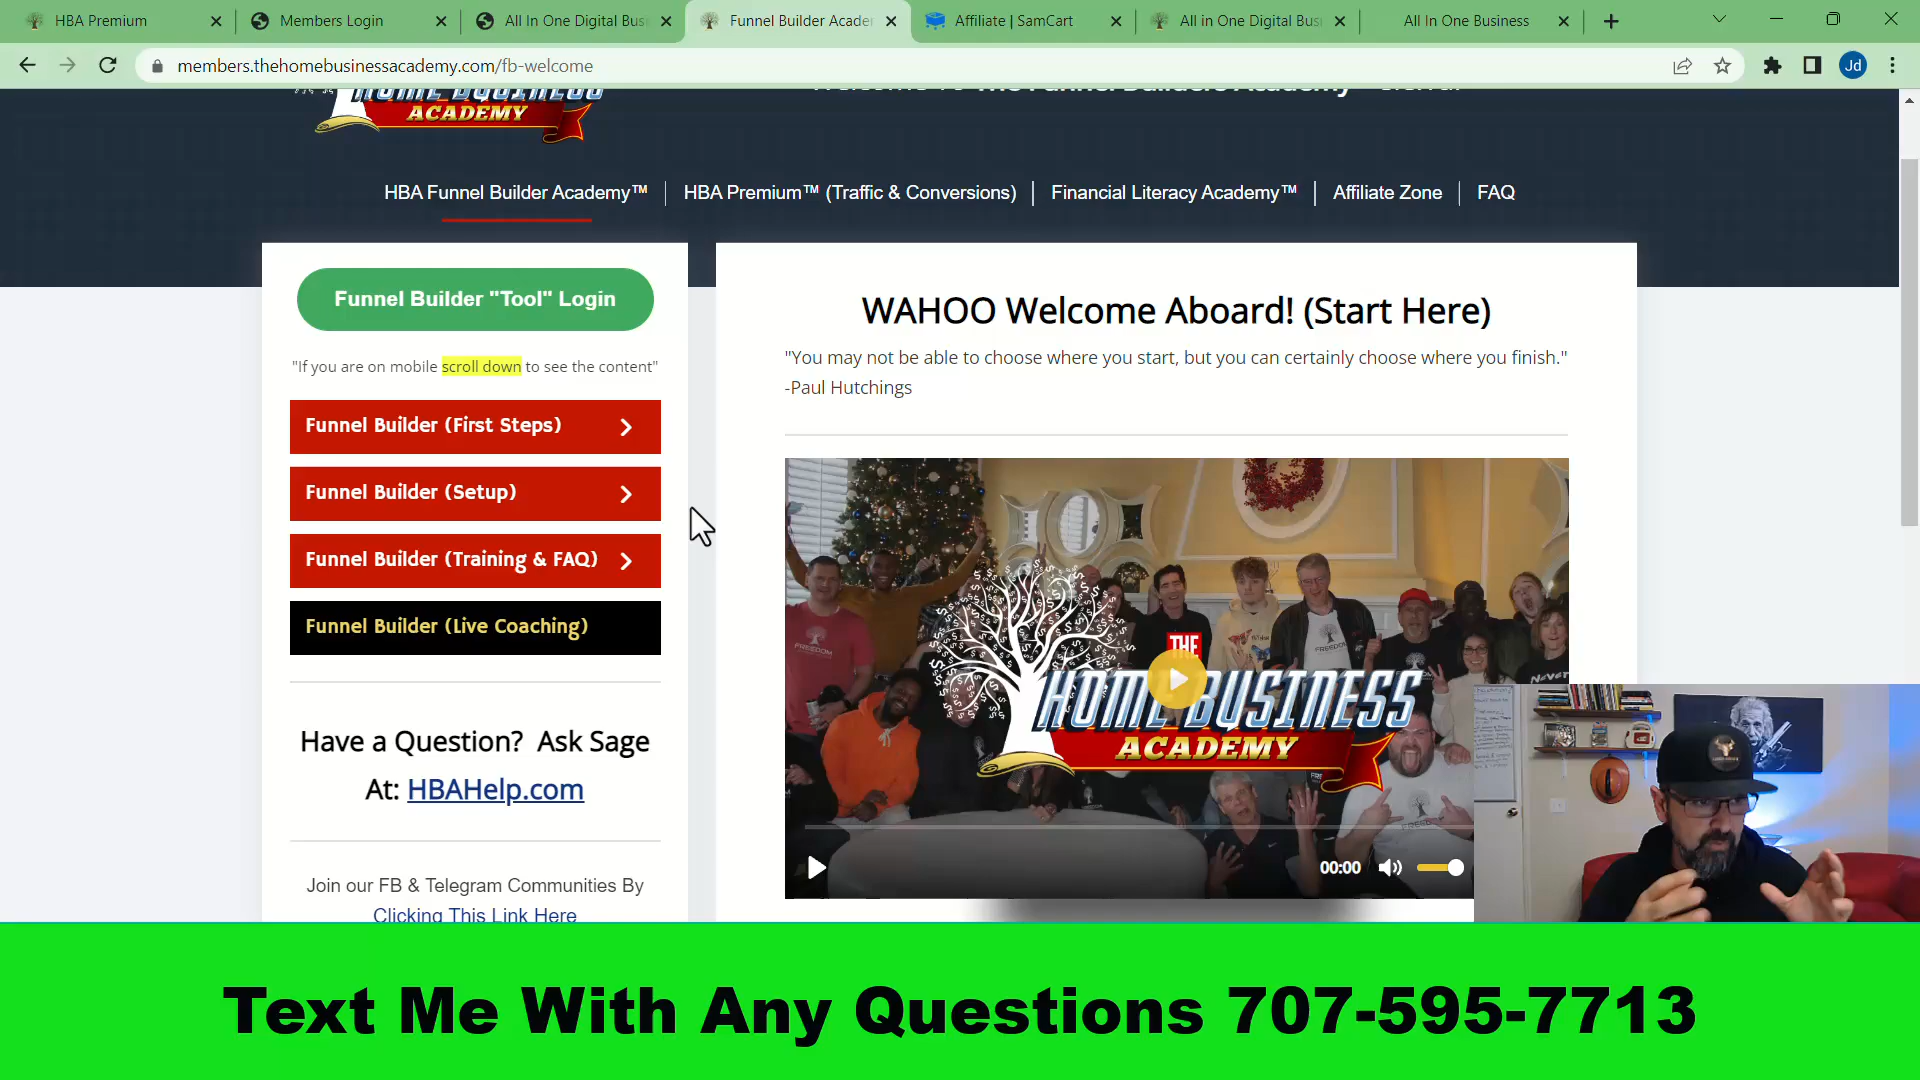 HBA Premium
Members Login
All In One Digital Bus
Funnel Builder Acade
Affiliate | SamCart
All in One Digital Bus
All In One Business
members.thehomebusinessacademy.com/fb-welcome
Jd
HOME BUSINESS
ACADEMY
HBA Funnel Builder Academy™
HBA Premium™ (Traffic & Conversions)
Financial Literacy Academy™
Affiliate Zone
FAQ
Funnel Builder "Tool" Login
"If you are on mobile scroll down to see the content"
Funnel Builder (First Steps)
Funnel Builder (Setup)
Funnel Builder (Training & FAQ)
Funnel Builder (Live Coaching)
Have a Question? Ask Sage
At: HBAHelp.com
Join our FB & Telegram Communities By
Clicking This Link Here
WAHOO Welcome Aboard! (Start Here)
"You may not be able to choose where you start, but you can certainly choose where you finish."
-Paul Hutchings
THE
HOME BUSINESS
ACADEMY
00:00
Text Me With Any Questions 707-595-7713